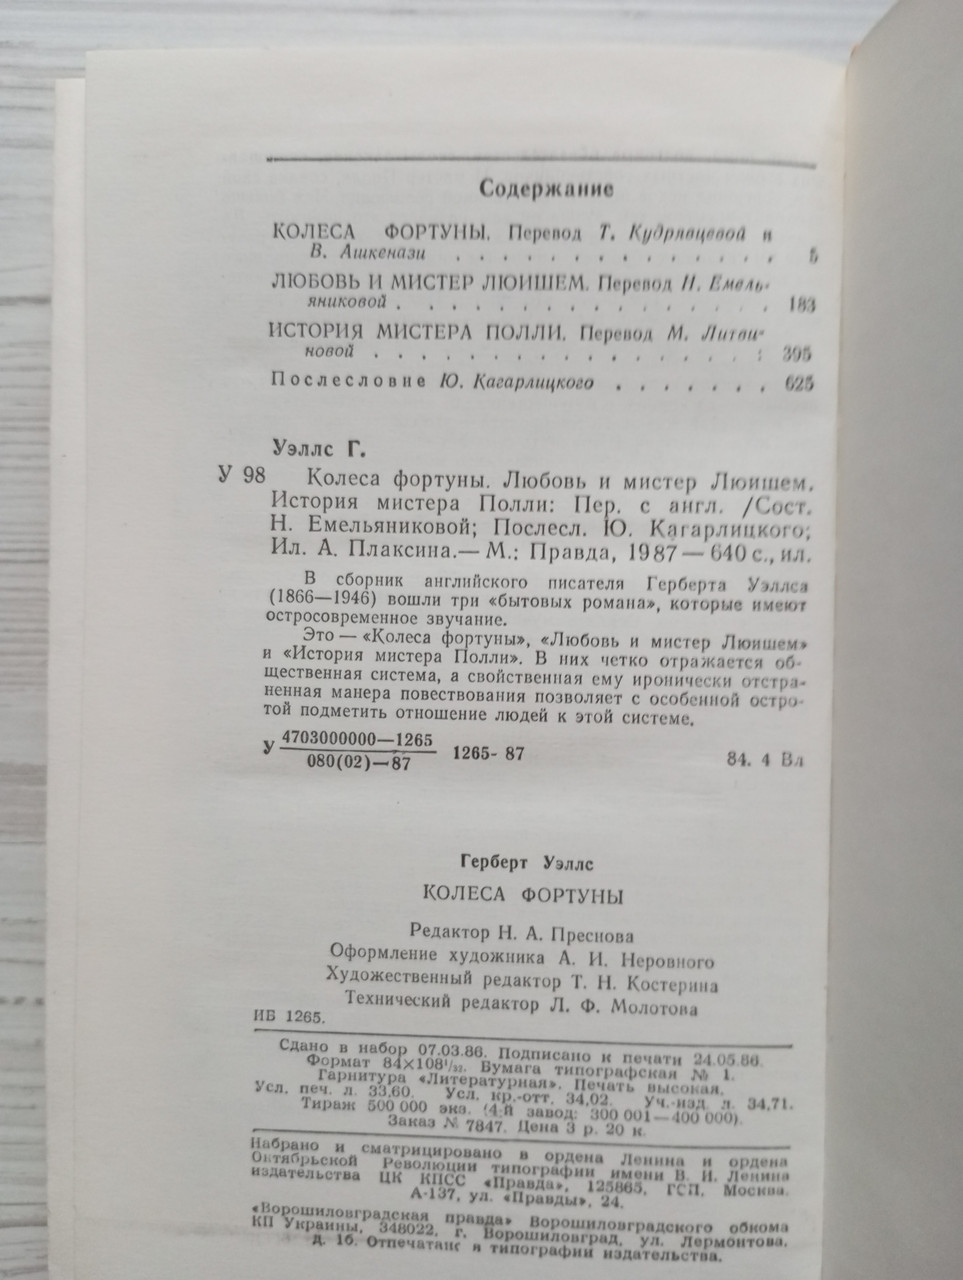 Содержание
КОЛЕСА ФОРТУНЫ. Перевод Т. Кудрявцевой и
В. Ашкенази . . . . . . . . . . . . . . . 5
ЛЮБОВЬ И МИСТЕР ЛЮИШЕМ. Перевод Н. Емель-
яниковой . . . . . . . . . . . . . . . . . 183
ИСТОРИЯ МИСТЕРА ПОЛЛИ. Перевод М. Литви-
новой . . . . . . . . . . . . . . . . . . 395
Послесловие Ю. Кагарлицкого . . . . . . . 625
Уэллс Г.
У 98 Колеса фортуны. Любовь и мистер Люишем.
История мистера Полли: Пер. с англ. /Сост.
Н. Емельяниковой; Послесл. Ю. Кагарлицкого;
Ил. А. Плаксина.— М.: Правда, 1987 — 640 с., ил.
В сборник английского писателя Герберта Уэллса
(1866—1946) вошли три «бытовых романа», которые имеют
остросовременное звучание.
Это — «Колеса фортуны», «Любовь и мистер Люишем»
и «История мистера Полли». В них четко отражается об-
щественная система, а свойственная ему иронически отстра-
ненная манера повествования позволяет с особенной остро-
той подметить отношение людей к этой системе.
У 4703000000—1265
080(02)—87 1265- 87 84. 4 Вл
Герберт Уэллс
КОЛЕСА ФОРТУНЫ
Редактор Н. А. Преснова
Оформление художника А. И. Неровного
Художественный редактор Т. Н. Костерина
Технический редактор Л. Ф. Молотова
ИБ 1265.
Сдано в набор 07.03.86. Подписано к печати 24.05.86.
Формат 84×108¹/₃₂. Бумага типографская № 1.
Гарнитура «Литературная». Печать высокая.
Усл. печ. л. 33,60. Усл. кр.-отт. 34,02. Уч.-изд. л. 34,71.
Тираж 500 000 экз. (4-й завод: 300 001—400 000).
Заказ № 7847. Цена 3 р. 20 к.
Набрано и сматрицировано в ордена Ленина и ордена
Октябрьской Революции типографии имени В. И. Ленина
издательства ЦК КПСС «Правда», 125865, ГСП, Москва,
А-137, ул. «Правды», 24.
«Ворошиловградская правда» Ворошиловградского обкома
КП Украины, 348022, г. Ворошиловград, ул. Лермонтова,
д. 1б. Отпечатано в типографии издательства.